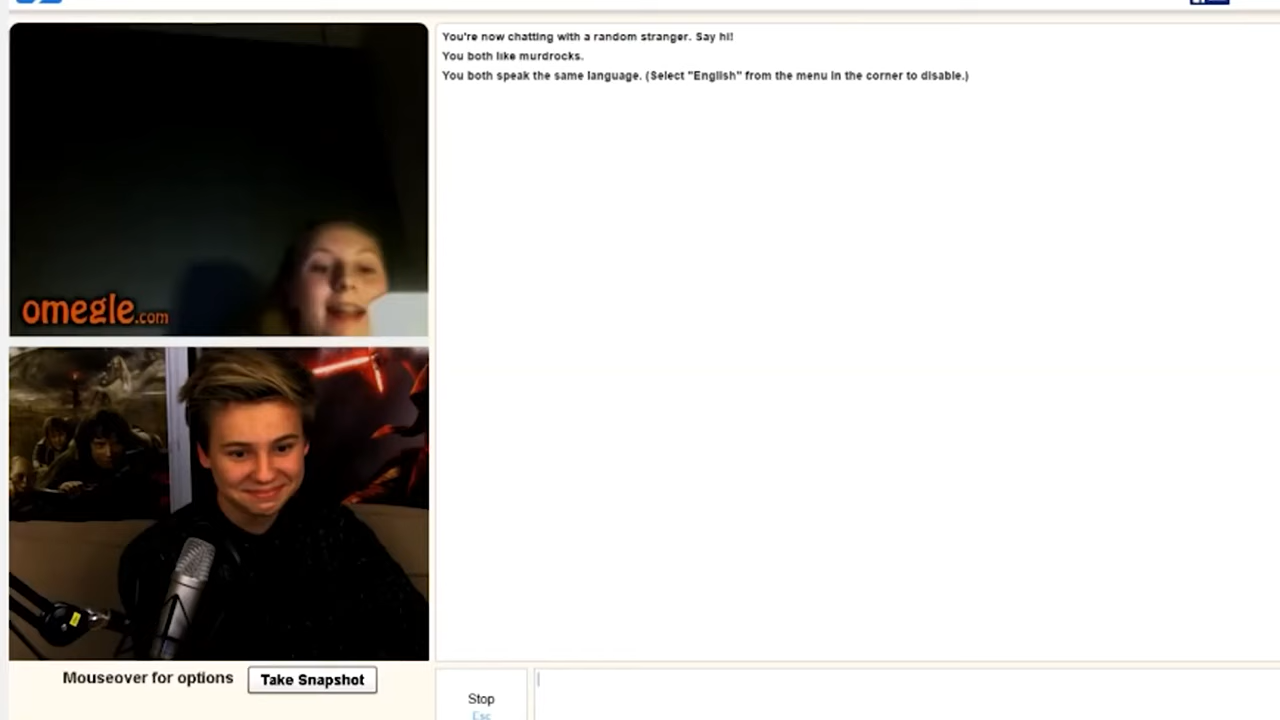 You're now chatting with a random stranger. Say hi!
You both like murdrocks.
You both speak the same language. (Select "English" from the menu in the corner to disable.)
omegle.com
Mouseover for options
Take Snapshot
Stop
Esc